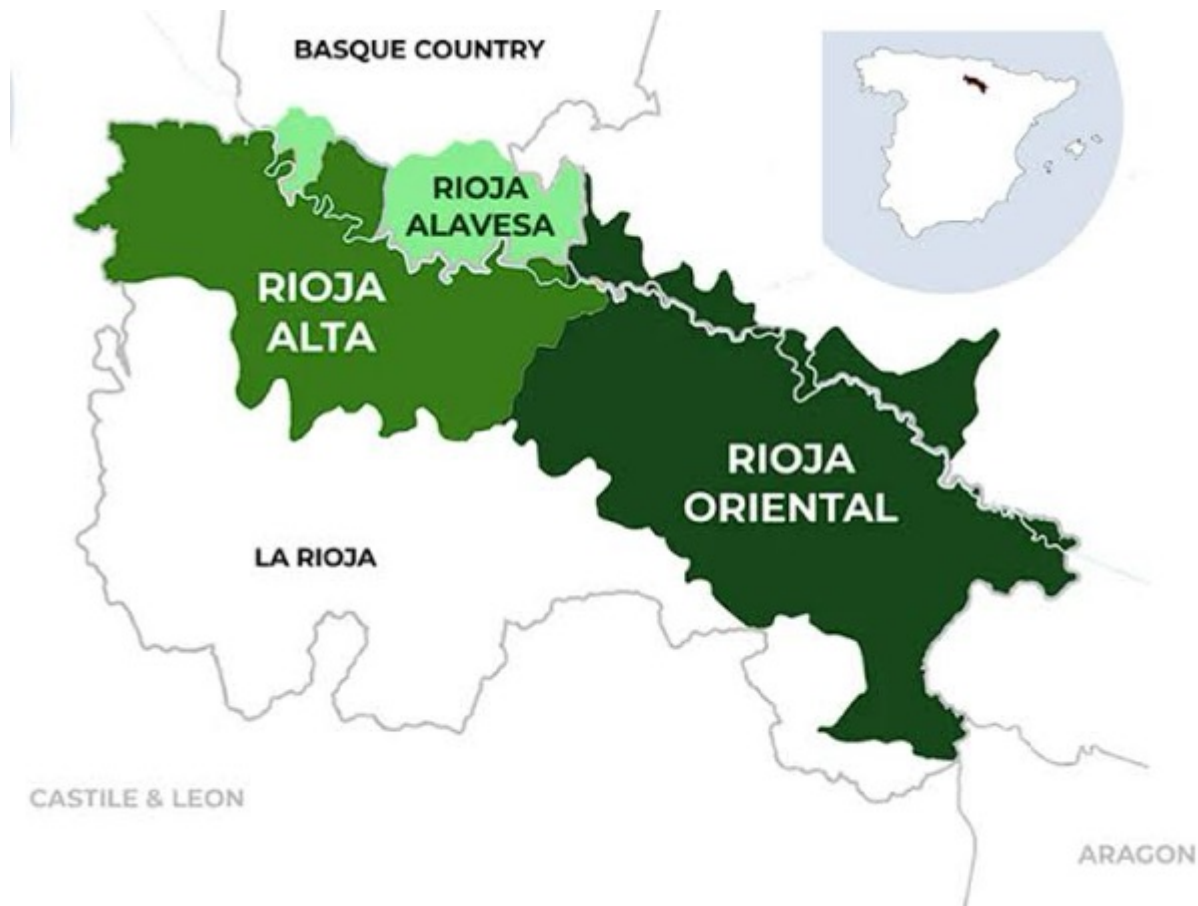 BASQUE COUNTRY
RIOJA
ALAVESA
RIOJA
ALTA
RIOJA
ORIENTAL
LA RIOJA
CASTILE & LEON
ARAGON